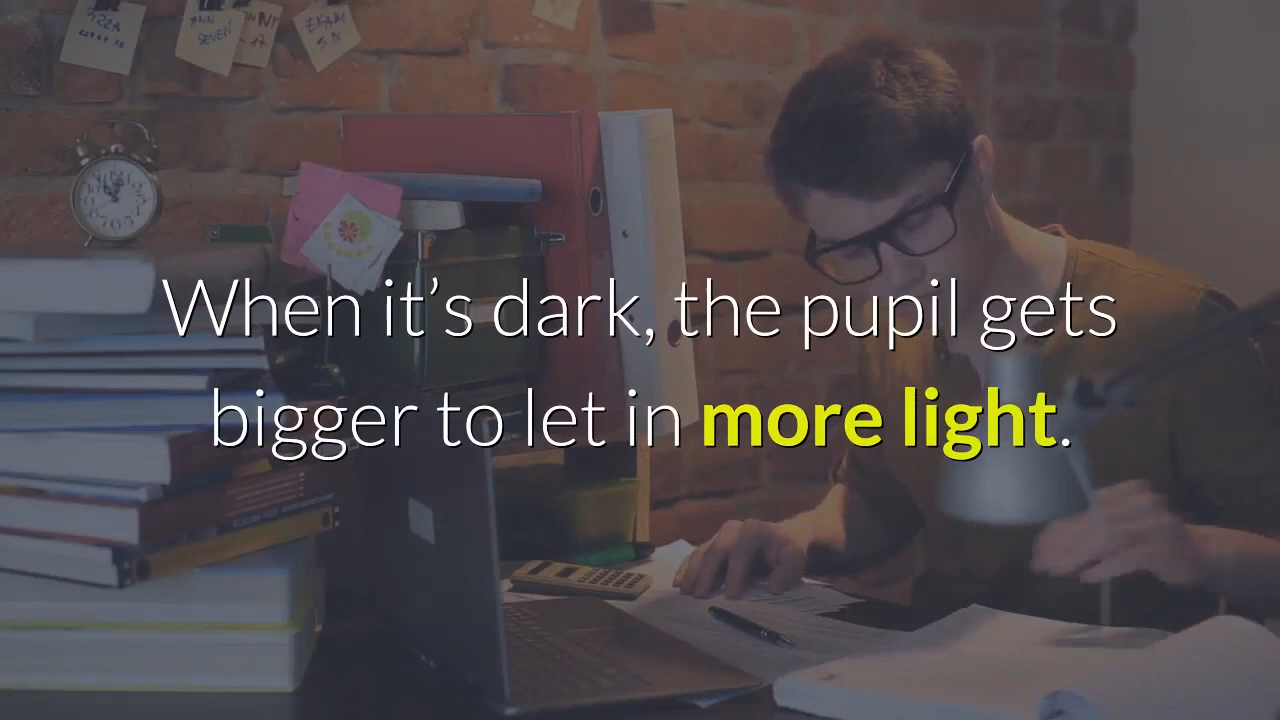 When it’s dark, the pupil gets
bigger to let in more light.